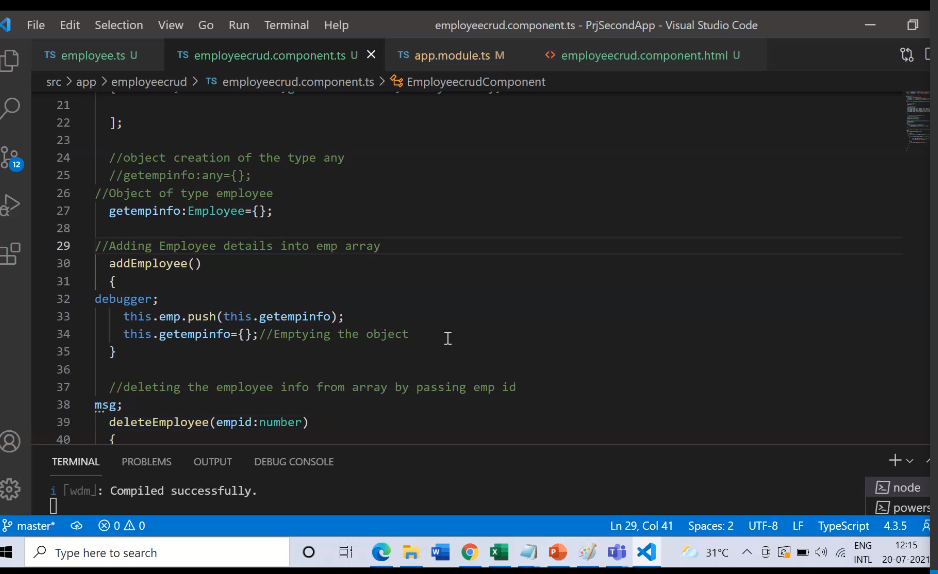 File Edit Selection View Go Run Terminal Help employeecrud.component.ts - PrjSecondApp - Visual Studio Code
TS employee.ts U TS employeecrud.component.ts U TS app.module.ts M <> employeecrud.component.html U
src > app > employeecrud > TS employeecrud.component.ts > EmployeecrudComponent
21
22 ];
23
24 //object creation of the type any
25 //getempinfo:any={};
26 //Object of type employee
27 getempinfo:Employee={};
28
29 //Adding Employee details into emp array
30 addEmployee()
31 {
32 debugger;
33 this.emp.push(this.getempinfo);
34 this.getempinfo={};//Emptying the object
35 }
36
37 //deleting the employee info from array by passing emp id
38 msg;
39 deleteEmployee(empid:number)
40 {
12
TERMINAL PROBLEMS OUTPUT DEBUG CONSOLE
i ｢wdm｣: Compiled successfully.
node
powers
master* 0 0 Ln 29, Col 41 Spaces: 2 UTF-8 LF TypeScript 4.3.5
Type here to search 31°C ENG INTL 12:15 20-07-2021